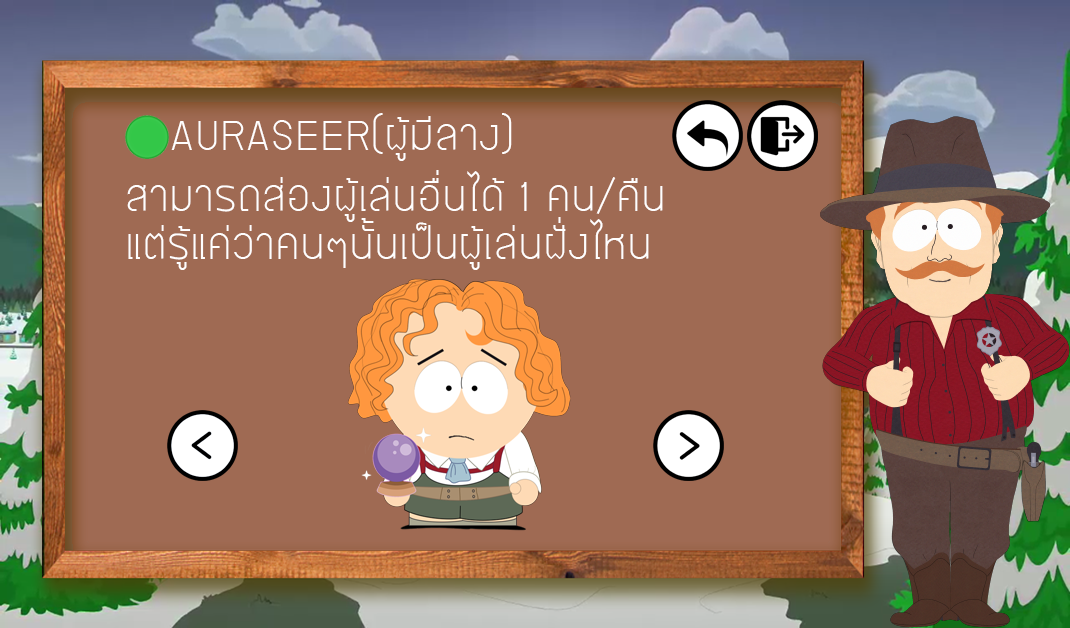 AURASEER(ผู้มีลาง)
สามารถส่องผู้เล่นอื่นได้ 1 คน/คืน
แต่รู้แค่ว่าคนๆนั้นเป็นผู้เล่นฝั่งไหน